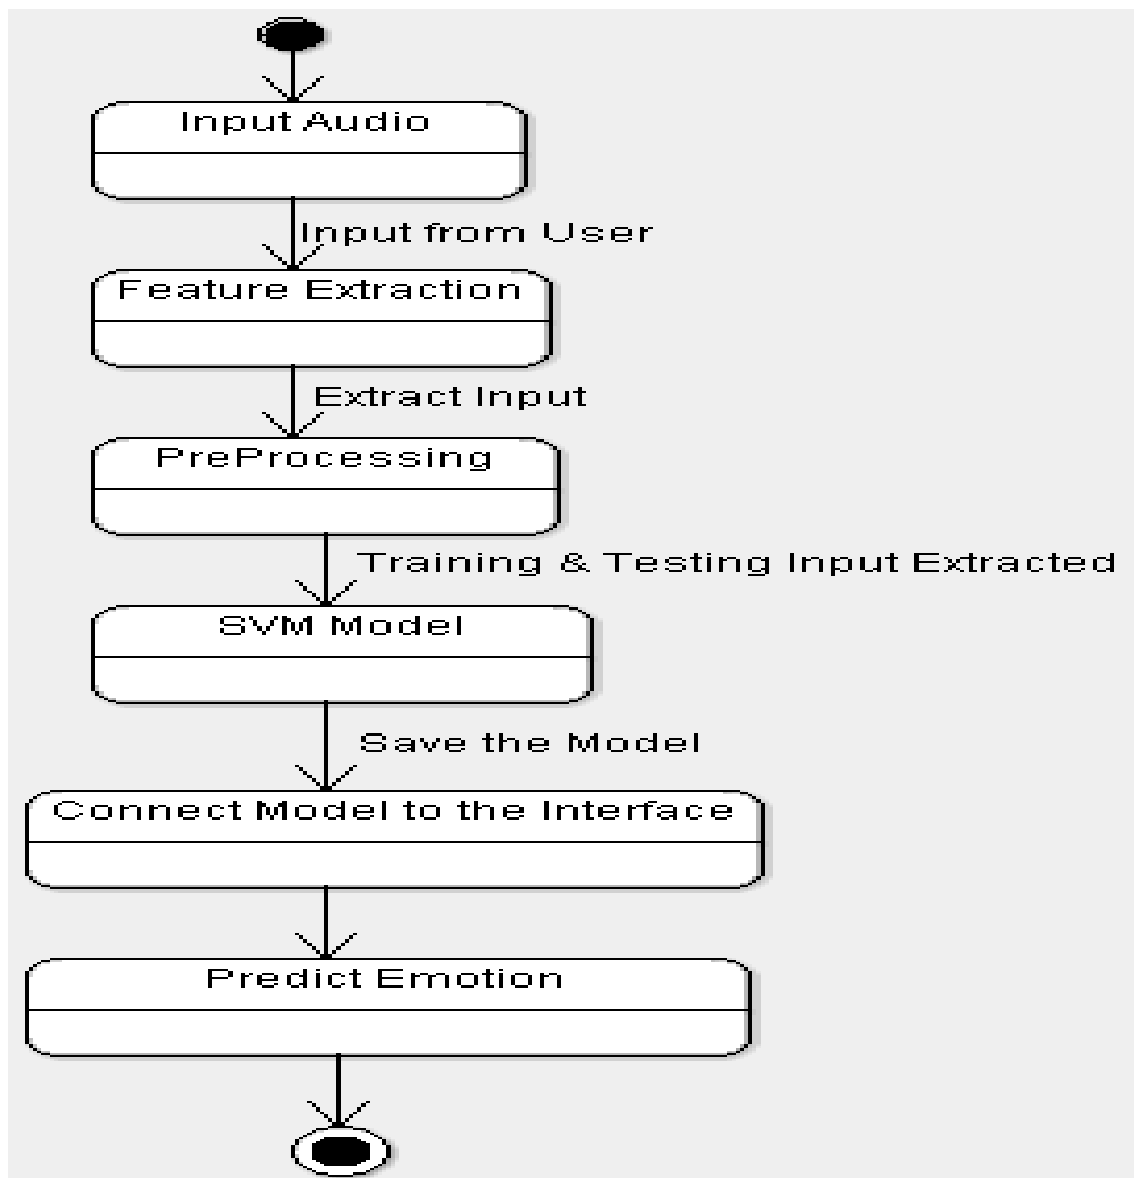 Input Audio
Input from User
Feature Extraction
Extract Input
PreProcessing
Training & Testing Input Extracted
SVM Model
Save the Model
Connect Model to the Interface
Predict Emotion